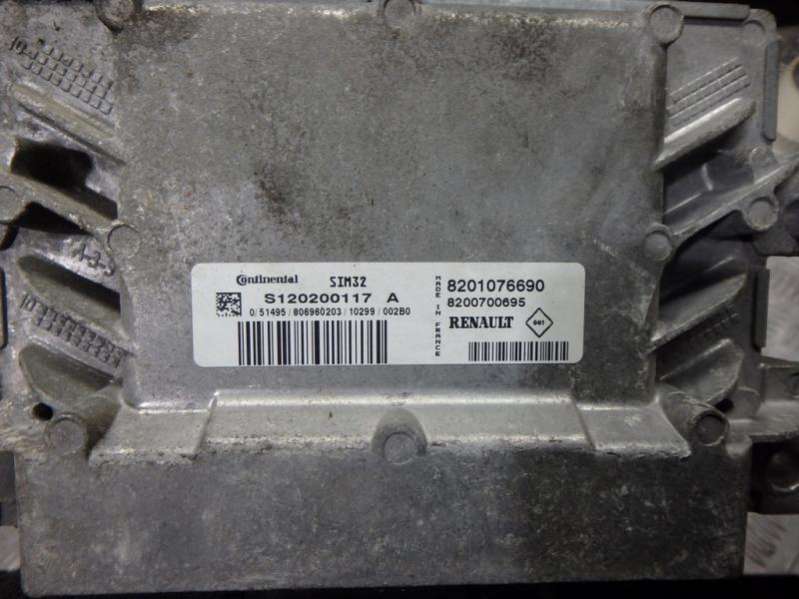 Continental SIM32
S120200117 A
0/51495/806960203/10299/002B0
MADE IN FRANCE
8201076690
8200700695
RENAULT